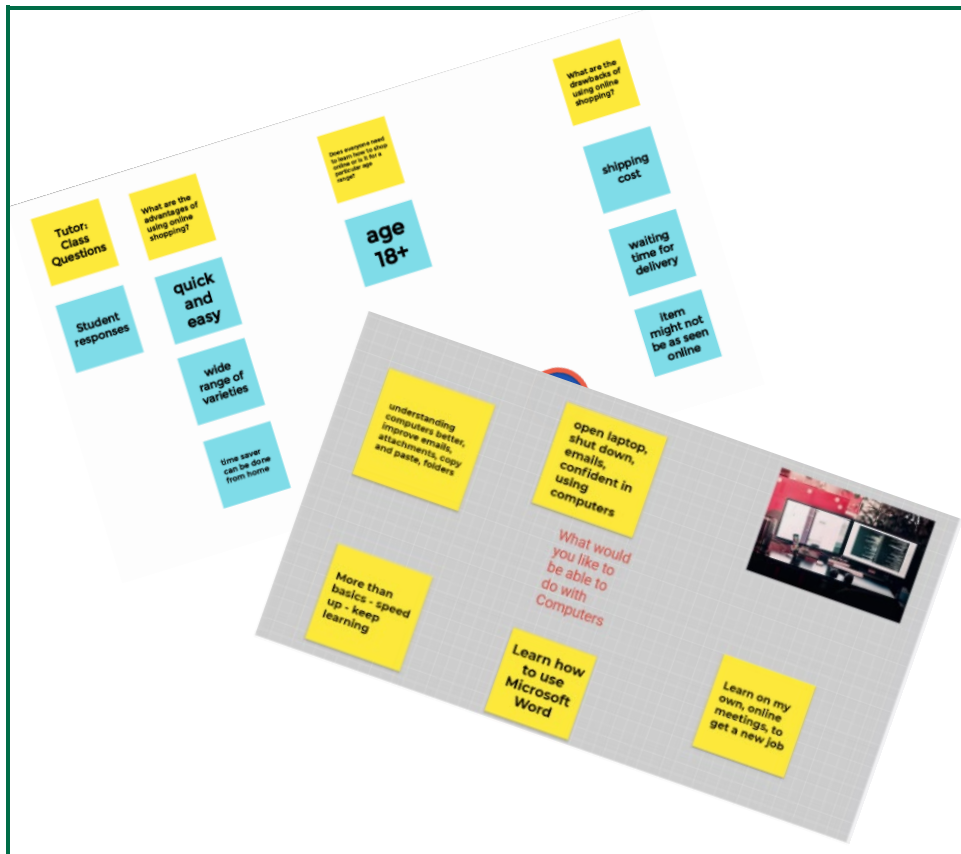 Tutor:
Class
Questions
Student
responses
What are the
advantages of
using online
shopping?
quick
and
easy
wide
range of
varieties
time saver
can be done
from home
Does everyone need
to learn how to shop
online or is it for a
particular age
range?
age
18+
What are the
drawbacks of
using online
shopping?
shipping
cost
waiting
time for
delivery
item
might not
be as seen
online
understanding
computers better,
improve emails,
attachments, copy
and paste, folders
open laptop,
shut down,
emails,
confident in
using
computers
What would
you like to
be able to
do with
Computers
More than
basics - speed
up - keep
learning
Learn how
to use
Microsoft
Word
Learn on my
own, online
meetings, to
get a new job